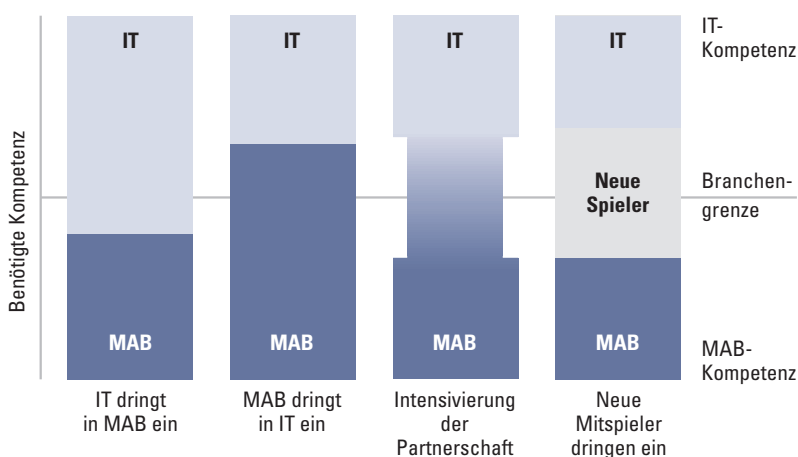 IT
IT
IT
IT
IT-
Kompetenz
Benötigte Kompetenz
Neue
Spieler
Branchen-
grenze
MAB
MAB
MAB
MAB
MAB-
Kompetenz
IT dringt
in MAB ein
MAB dringt
in IT ein
Intensivierung
der
Partnerschaft
Neue
Mitspieler
dringen ein